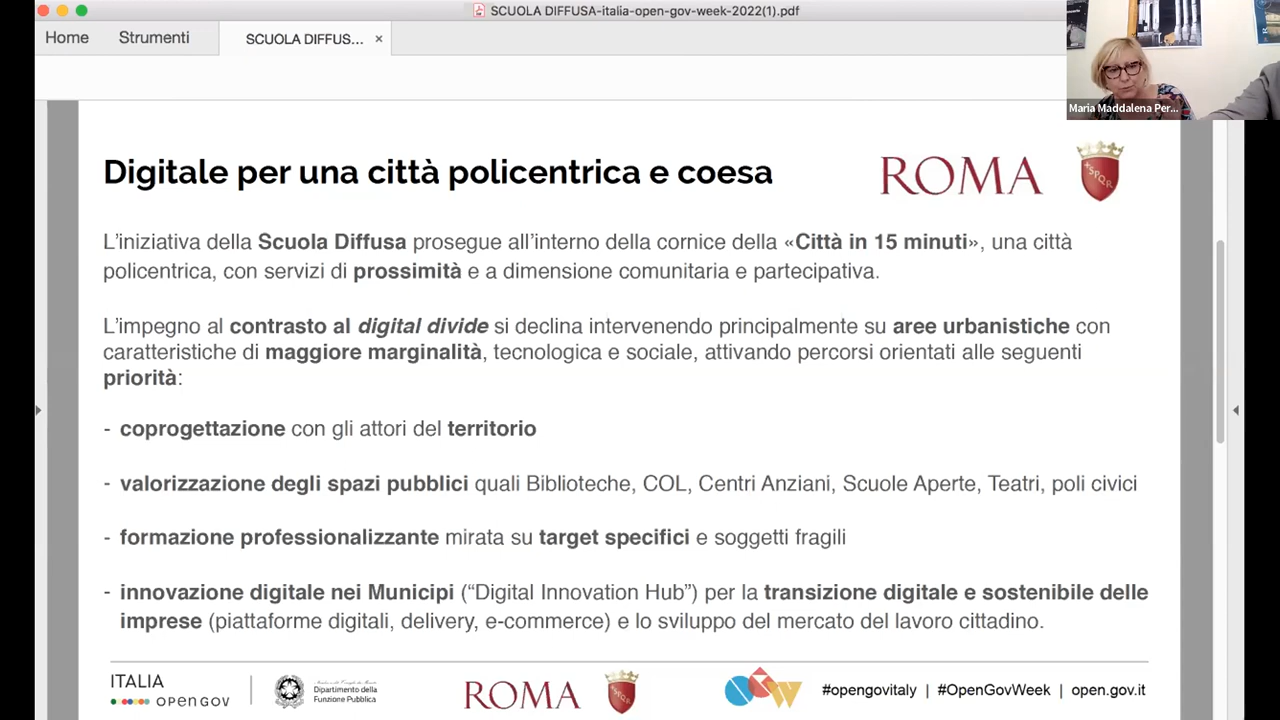 SCUOLA DIFFUSA-italia-open-gov-week-2022(1).pdf
Home Strumenti SCUOLA DIFFUS... ×
Maria Maddalena Per...
Digitale per una città policentrica e coesa
ROMA
SPQR
L’iniziativa della Scuola Diffusa prosegue all’interno della cornice della «Città in 15 minuti», una città
policentrica, con servizi di prossimità e a dimensione comunitaria e partecipativa.
L’impegno al contrasto al digital divide si declina intervenendo principalmente su aree urbanistiche con
caratteristiche di maggiore marginalità, tecnologica e sociale, attivando percorsi orientati alle seguenti
priorità:
- coprogettazione con gli attori del territorio
- valorizzazione degli spazi pubblici quali Biblioteche, COL, Centri Anziani, Scuole Aperte, Teatri, poli civici
- formazione professionalizzante mirata su target specifici e soggetti fragili
- innovazione digitale nei Municipi (“Digital Innovation Hub”) per la transizione digitale e sostenibile delle
imprese (piattaforme digitali, delivery, e-commerce) e lo sviluppo del mercato del lavoro cittadino.
ITALIA
OPENGOV
Dipartimento della
Funzione Pubblica
ROMA
#opengovitaly | #OpenGovWeek | open.gov.it